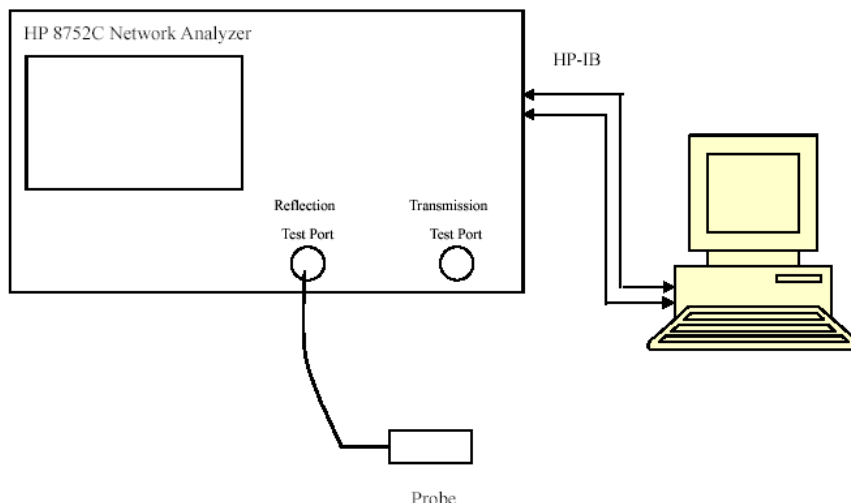 HP 8752C Network Analyzer
HP-IB
Reflection
Test Port
Transmission
Test Port
Probe